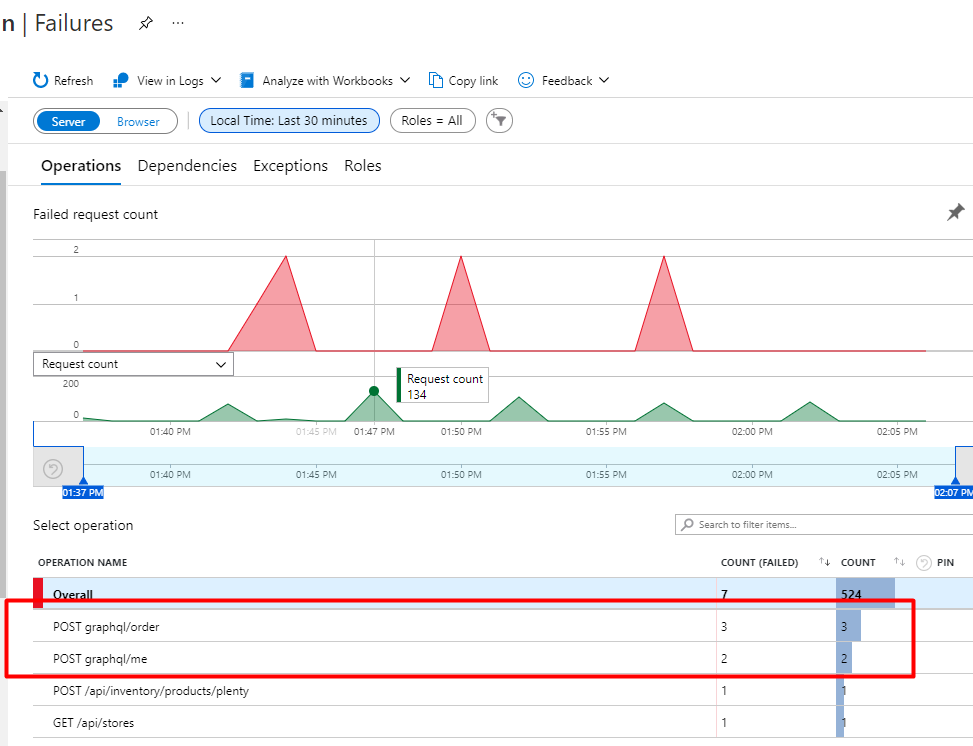 n | Failures ...
Refresh View in Logs Analyze with Workbooks Copy link Feedback
Server Browser Local Time: Last 30 minutes Roles = All
Operations Dependencies Exceptions Roles
Failed request count
2
1
0
Request count
200
0
Request count
134
01:40 PM 01:45 PM 01:47 PM 01:50 PM 01:55 PM 02:00 PM 02:05 PM
01:40 PM 01:45 PM 01:50 PM 01:55 PM 02:00 PM 02:05 PM
01:37 PM 02:07 PM
Select operation Search to filter items...
OPERATION NAME COUNT (FAILED) COUNT PIN
Overall 7 524
POST graphql/order 3 3
POST graphql/me 2 2
POST /api/inventory/products/plenty 1 1
GET /api/stores 1 1